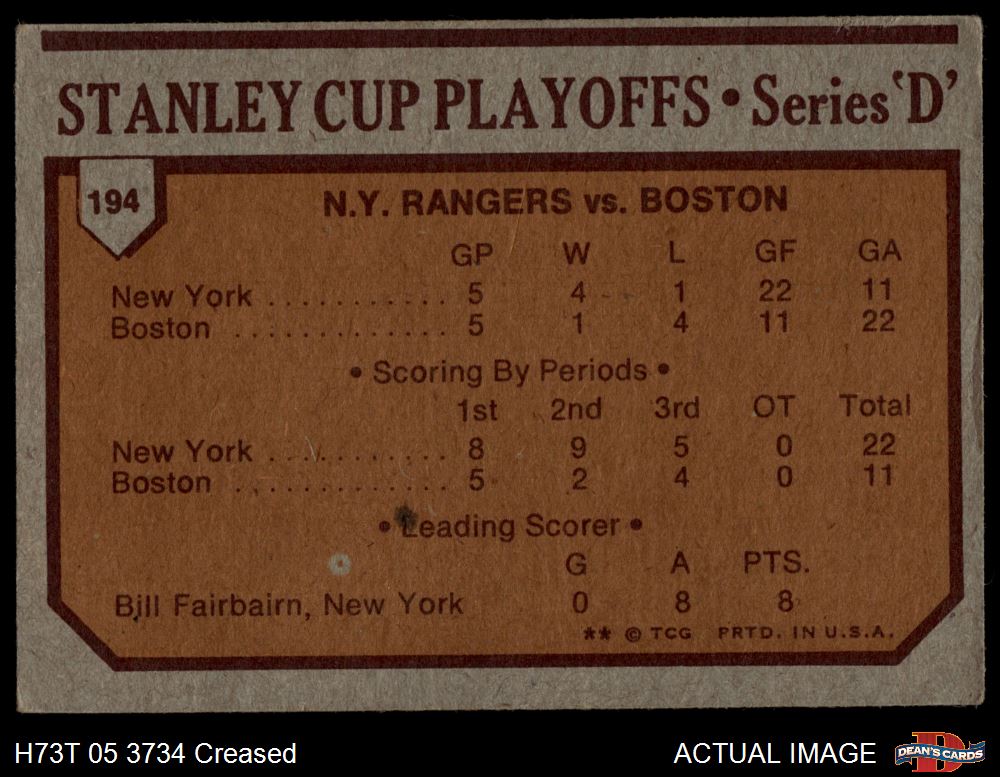 STANLEY CUP PLAYOFFS • Series 'D'
194
N.Y. RANGERS vs. BOSTON
GP W L GF GA
New York . . . . . . . . . . . 5 4 1 22 11
Boston . . . . . . . . . . . . . 5 1 4 11 22
• Scoring By Periods •
1st 2nd 3rd OT Total
New York . . . . . . . . . . . 8 9 5 0 22
Boston . . . . . . . . . . . . . 5 2 4 0 11
• Leading Scorer •
G A PTS.
Bill Fairbairn, New York 0 8 8
** © TCG PRTD. IN U.S.A.
H73T 05 3734 Creased
ACTUAL IMAGE
DEAN'S CARDS